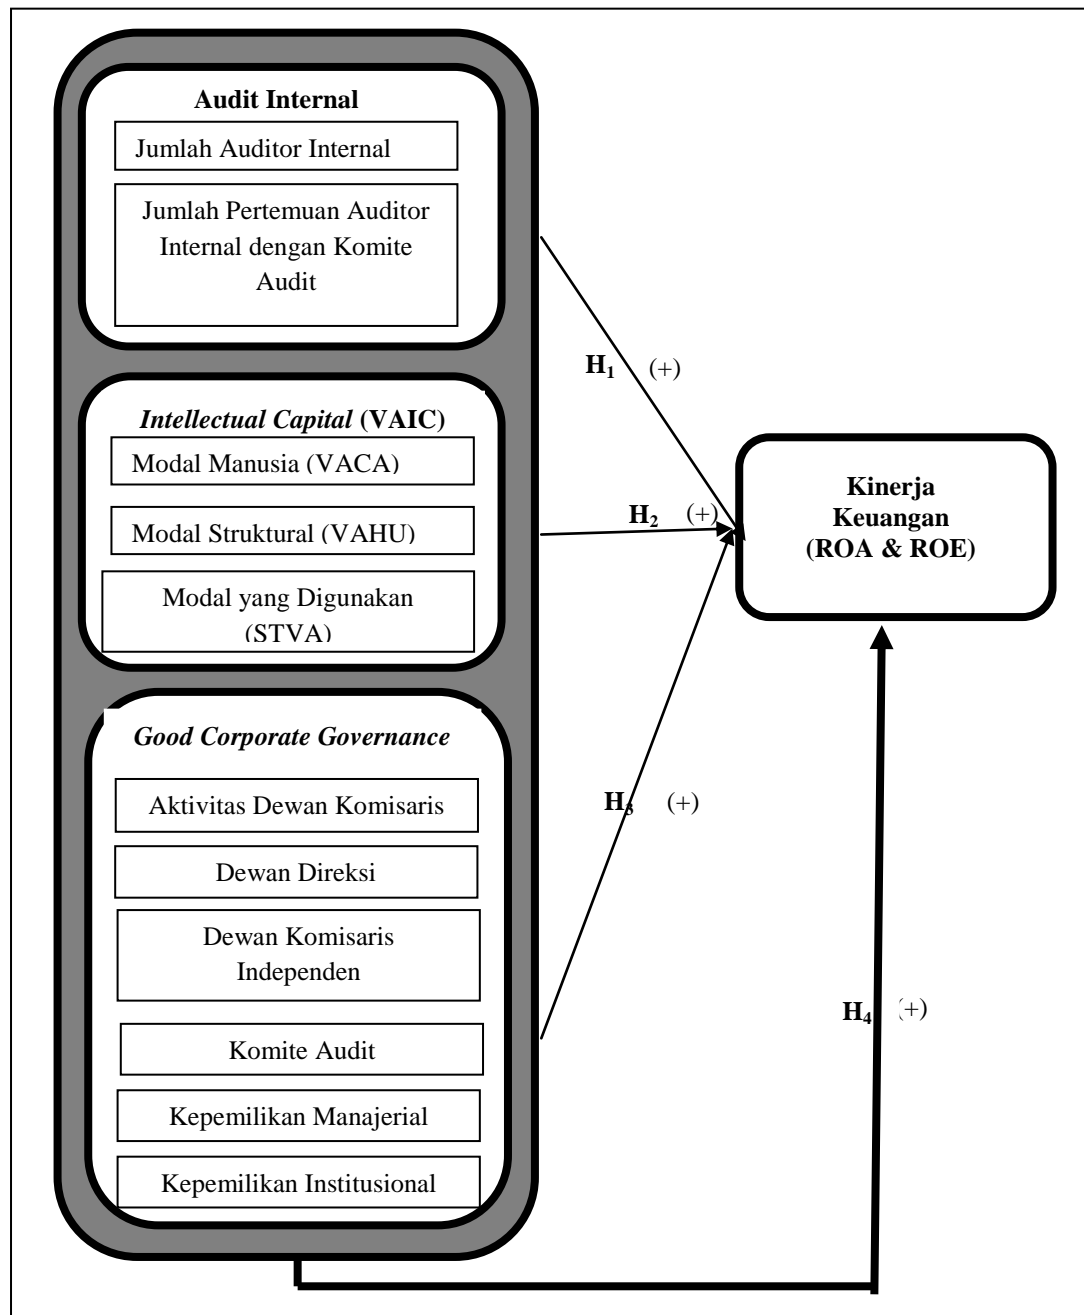 Audit Internal
Jumlah Auditor Internal
Jumlah Pertemuan Auditor
Internal dengan Komite
Audit
H1 (+)
Intellectual Capital (VAIC)
Modal Manusia (VACA)
Modal Struktural (VAHU)
Modal yang Digunakan
(STVA)
H2 (+)
Kinerja
Keuangan
(ROA & ROE)
Good Corporate Governance
Aktivitas Dewan Komisaris
Dewan Direksi
Dewan Komisaris
Independen
Komite Audit
Kepemilikan Manajerial
Kepemilikan Institusional
H3 (+)
H4 (+)